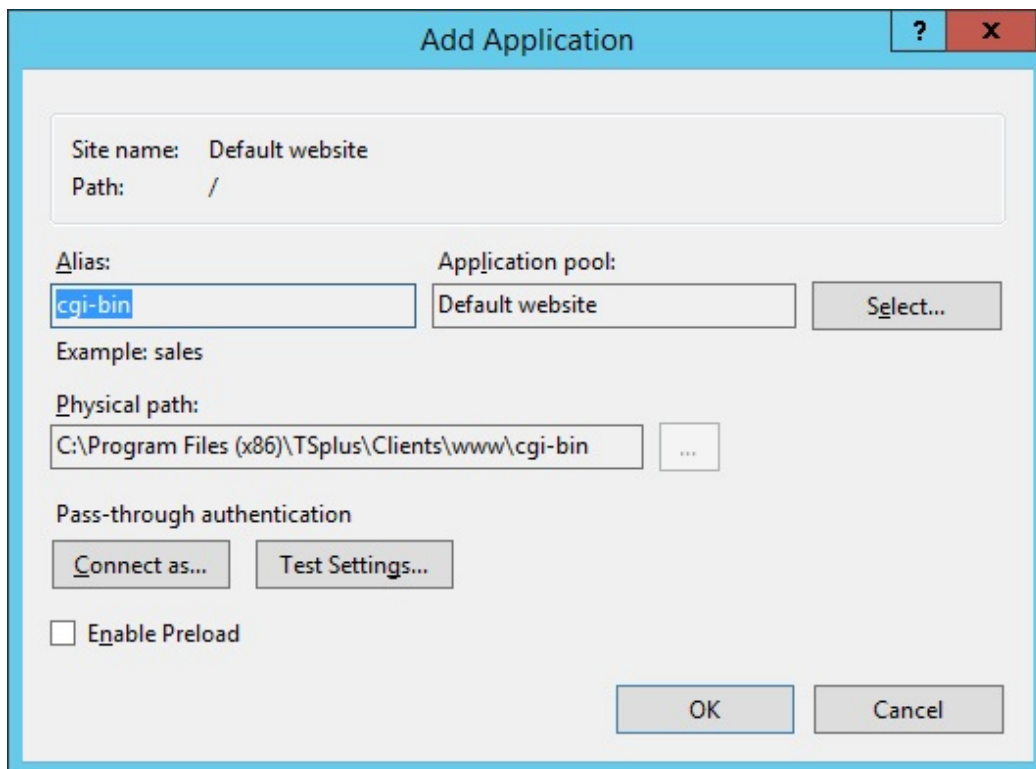 Add Application
?
x
Site name: Default website
Path: /
Alias:
Application pool:
cgi-bin
Default website
Select...
Example: sales
Physical path:
C:\Program Files (x86)\TSplus\Clients\www\cgi-bin
...
Pass-through authentication
Connect as...
Test Settings...
Enable Preload
OK
Cancel